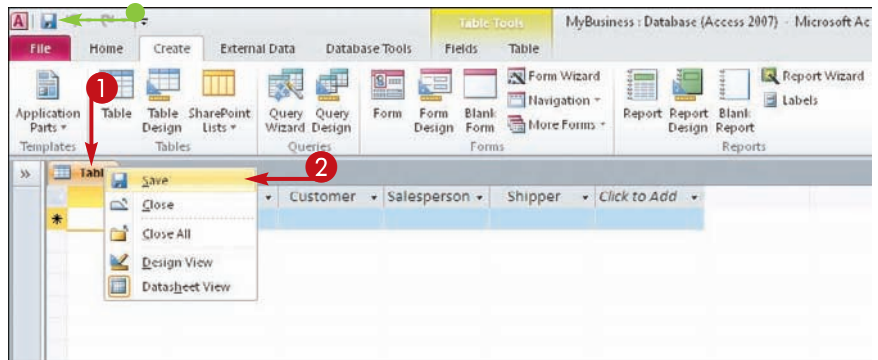 A
MyBusiness : Database (Access 2007) - Microsoft Ac
Table Tools
File Home Create External Data Database Tools Fields Table
1
Application Parts
Table
Table Design
SharePoint Lists
Query Wizard
Query Design
Form
Form Design
Blank Form
Form Wizard
Navigation
More Forms
Report
Report Design
Blank Report
Report Wizard
Labels
Templates Tables Queries Forms Reports
»
2
Customer Salesperson Shipper Click to Add
*
Save
Close
Close All
Design View
Datasheet View